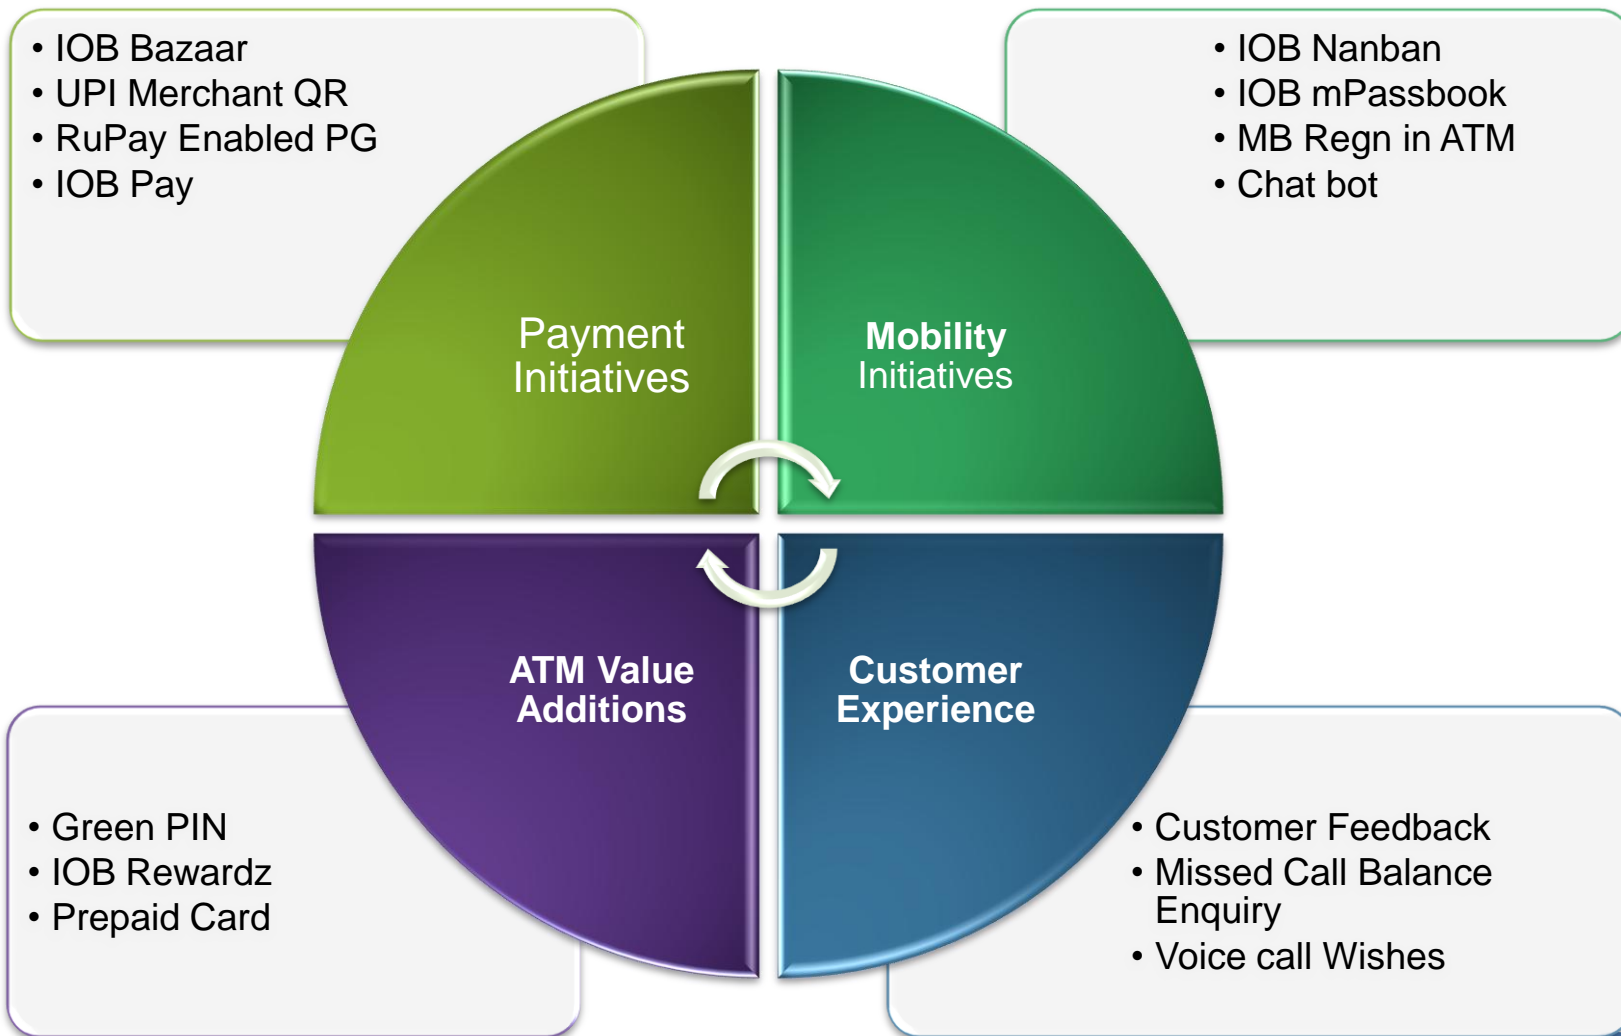 • IOB Bazaar
• UPI Merchant QR
• RuPay Enabled PG
• IOB Pay
• IOB Nanban
• IOB mPassbook
• MB Regn in ATM
• Chat bot
Payment
Initiatives
Mobility
Initiatives
ATM Value
Additions
Customer
Experience
• Green PIN
• IOB Rewardz
• Prepaid Card
• Customer Feedback
• Missed Call Balance
Enquiry
• Voice call Wishes